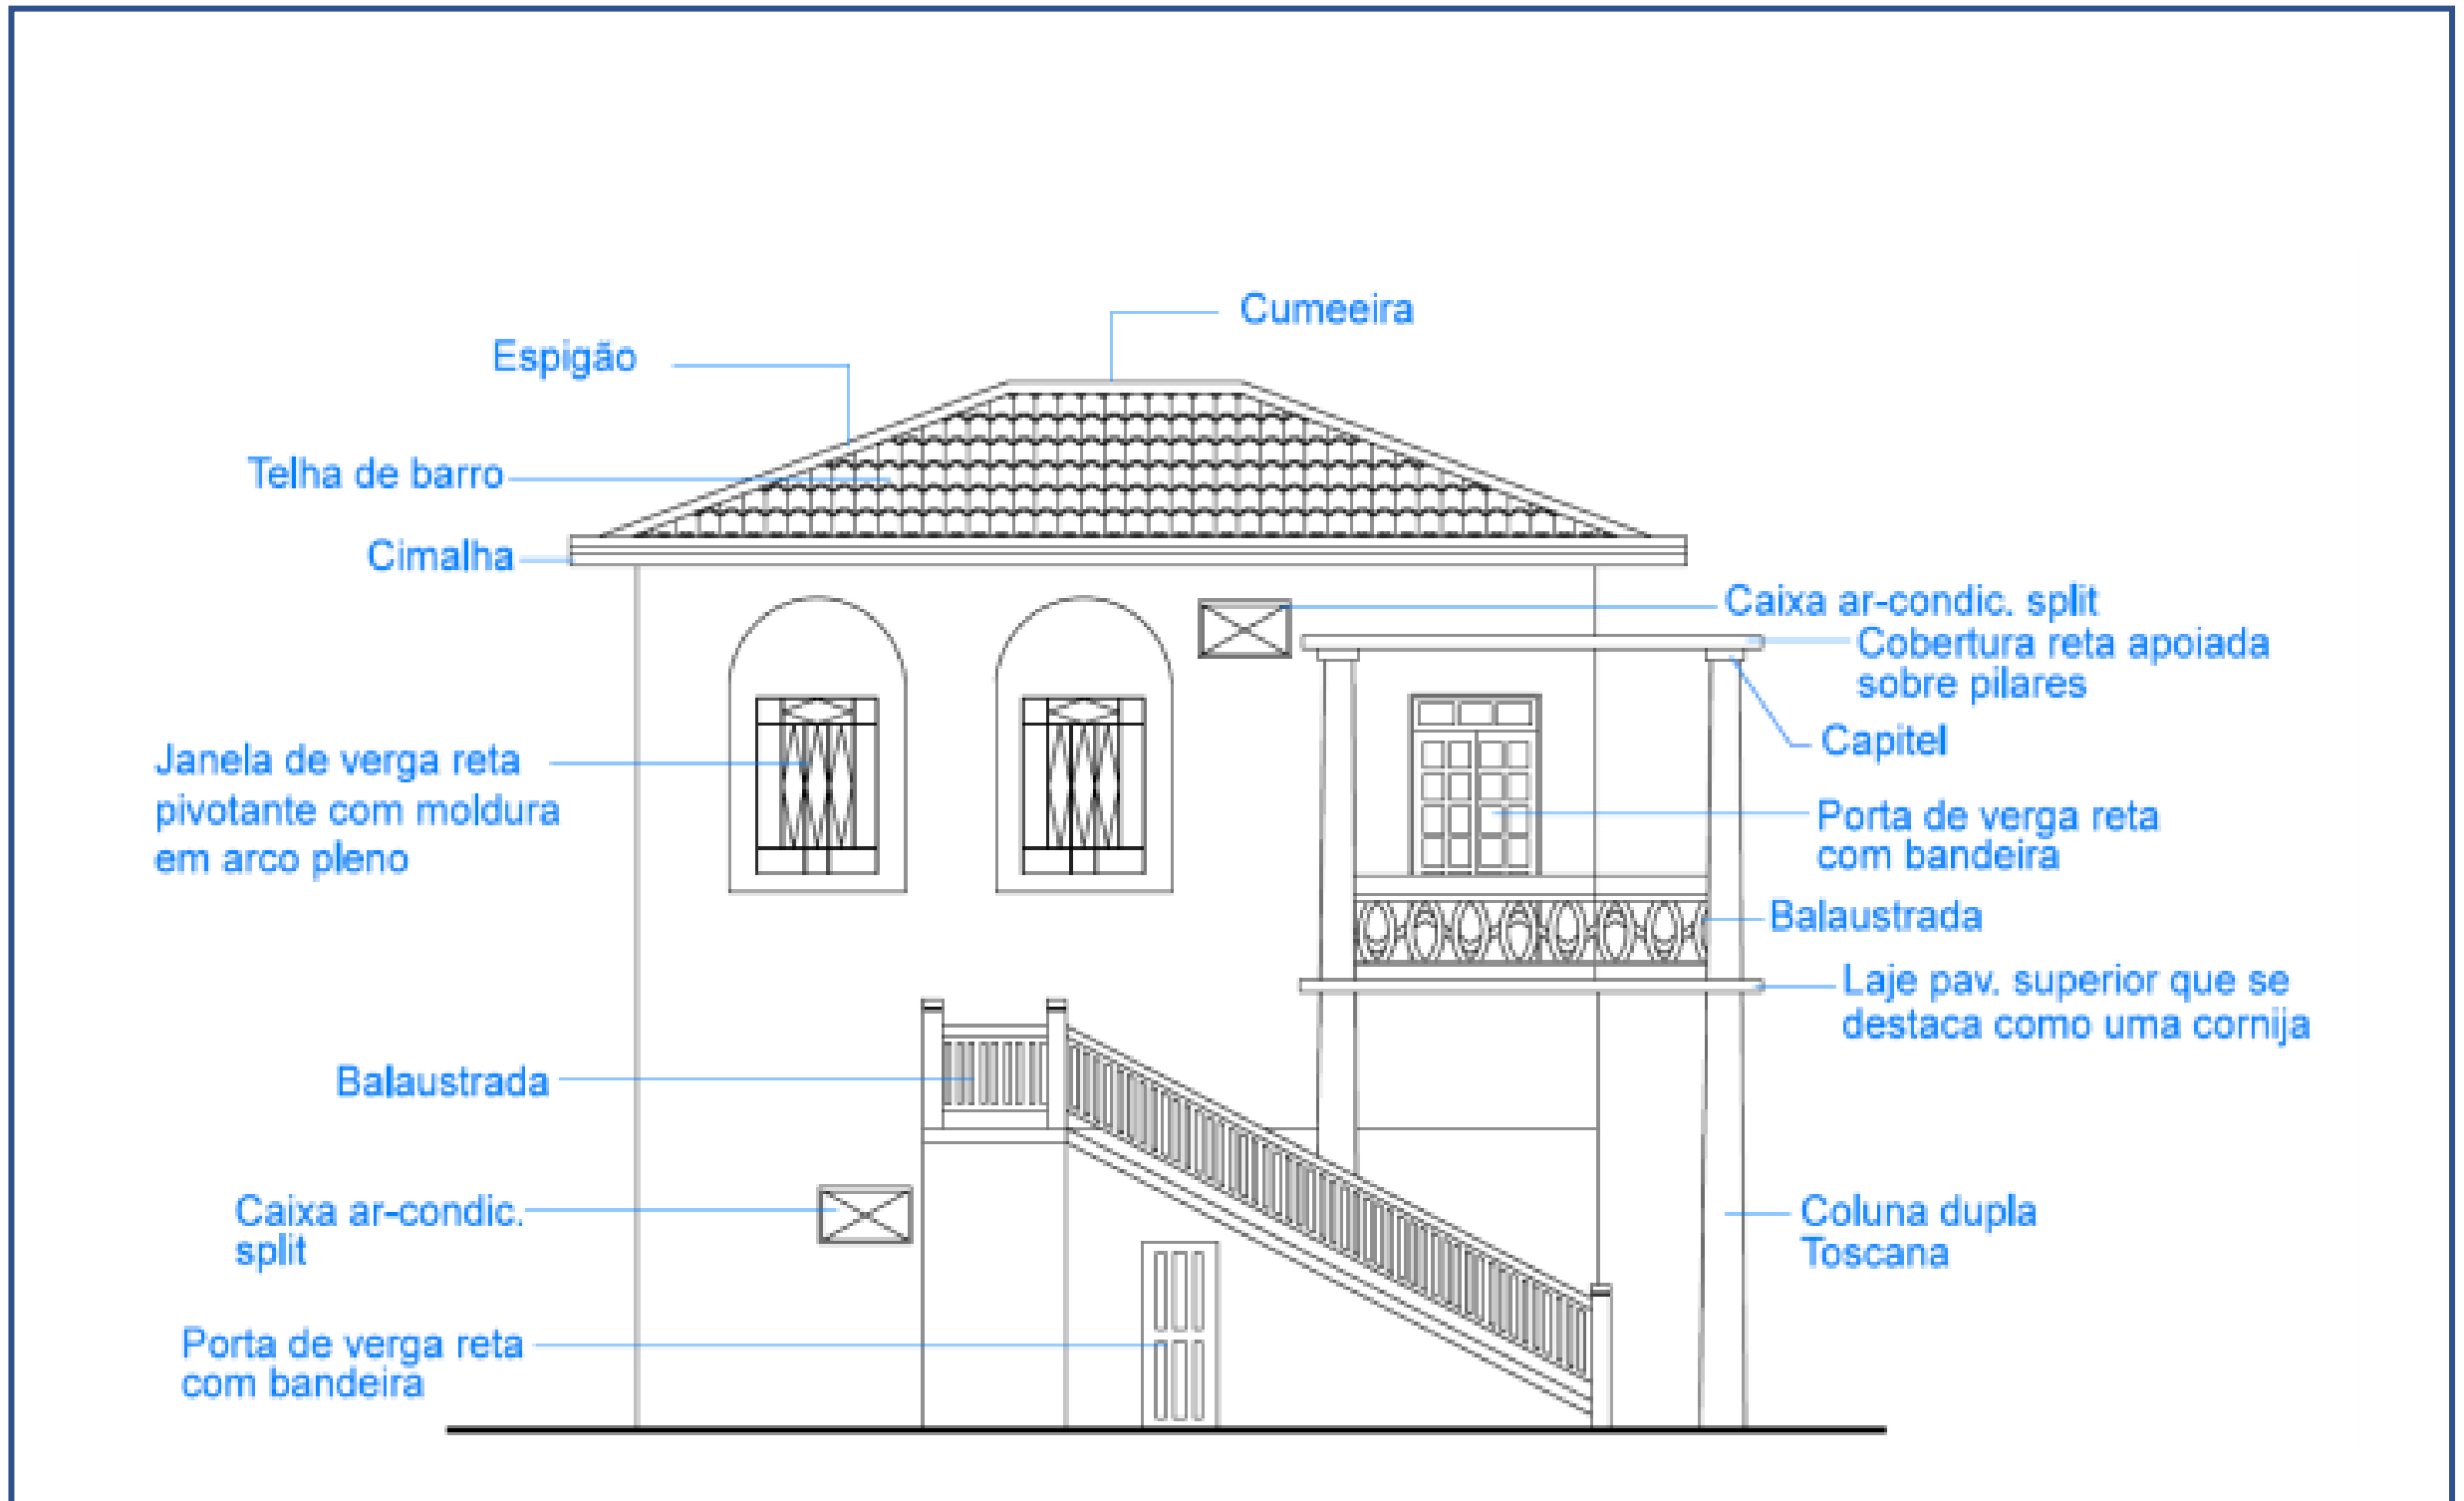 Cumeeira
Espigão
Telha de barro
Cimalha
Caixa ar-condic. split
Cobertura reta apoiada
sobre pilares
Capitel
Janela de verga reta
pivotante com moldura
em arco pleno
Porta de verga reta
com bandeira
Balaustrada
Laje pav. superior que se
destaca como uma cornija
Balaustrada
Caixa ar-condic.
split
Coluna dupla
Toscana
Porta de verga reta
com bandeira